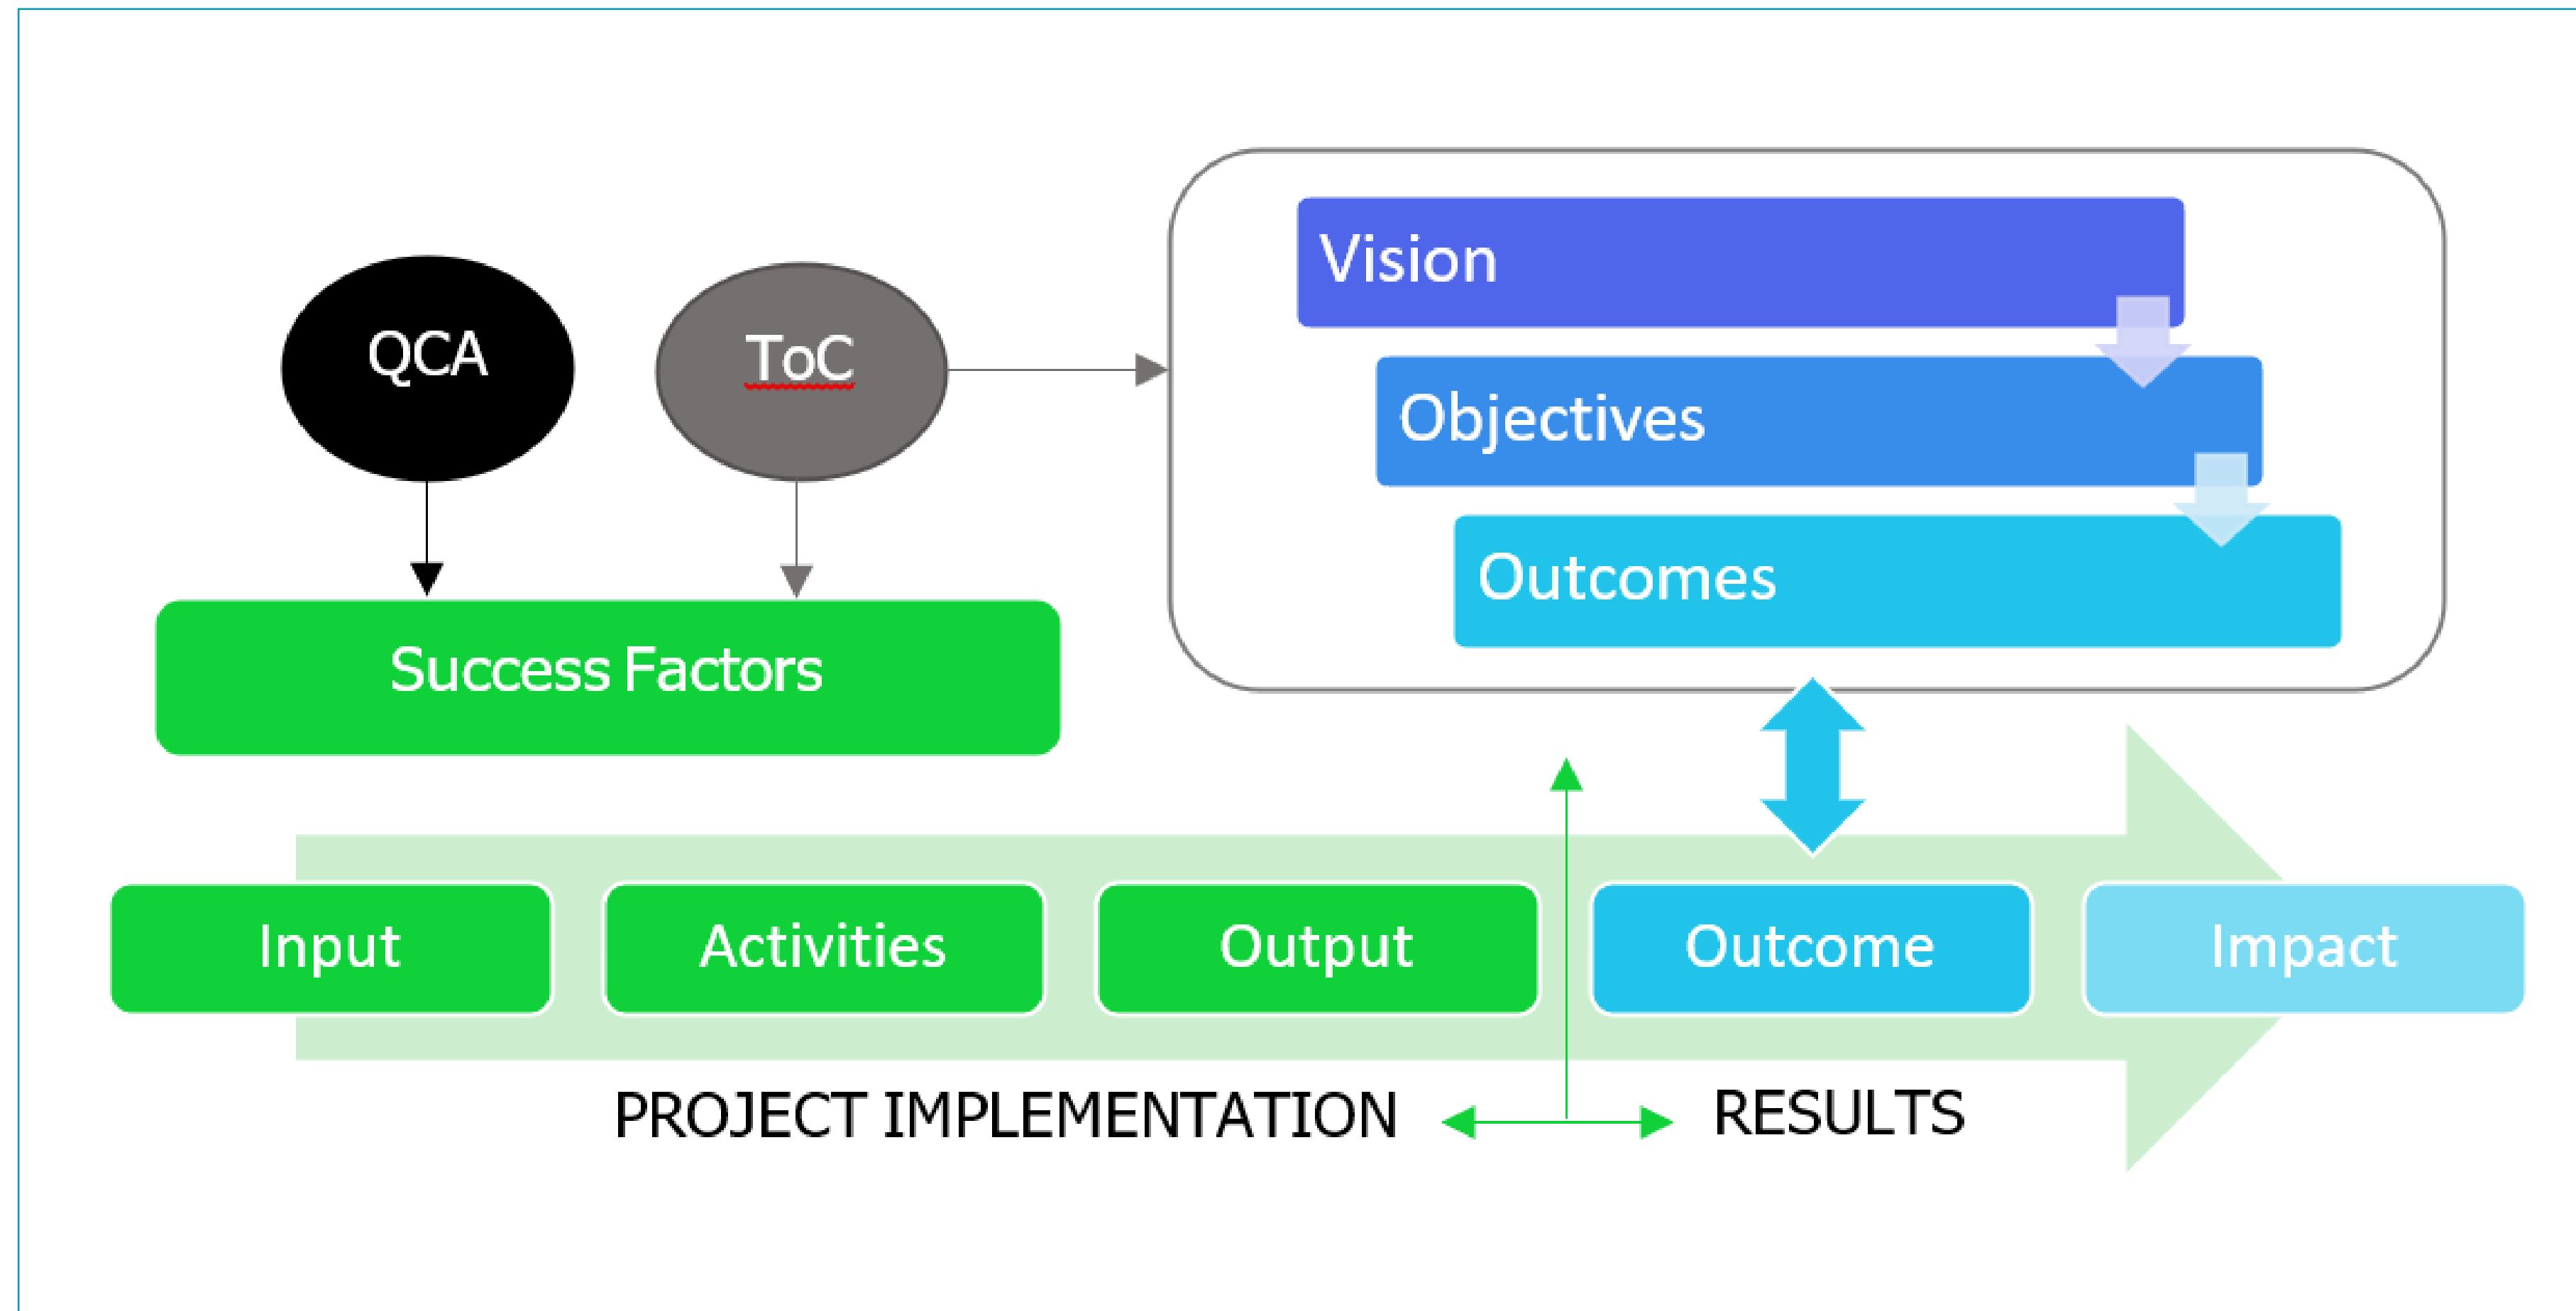 QCA
ToC
Vision
Objectives
Outcomes
Success Factors
Input
Activities
Output
Outcome
Impact
PROJECT IMPLEMENTATION
RESULTS